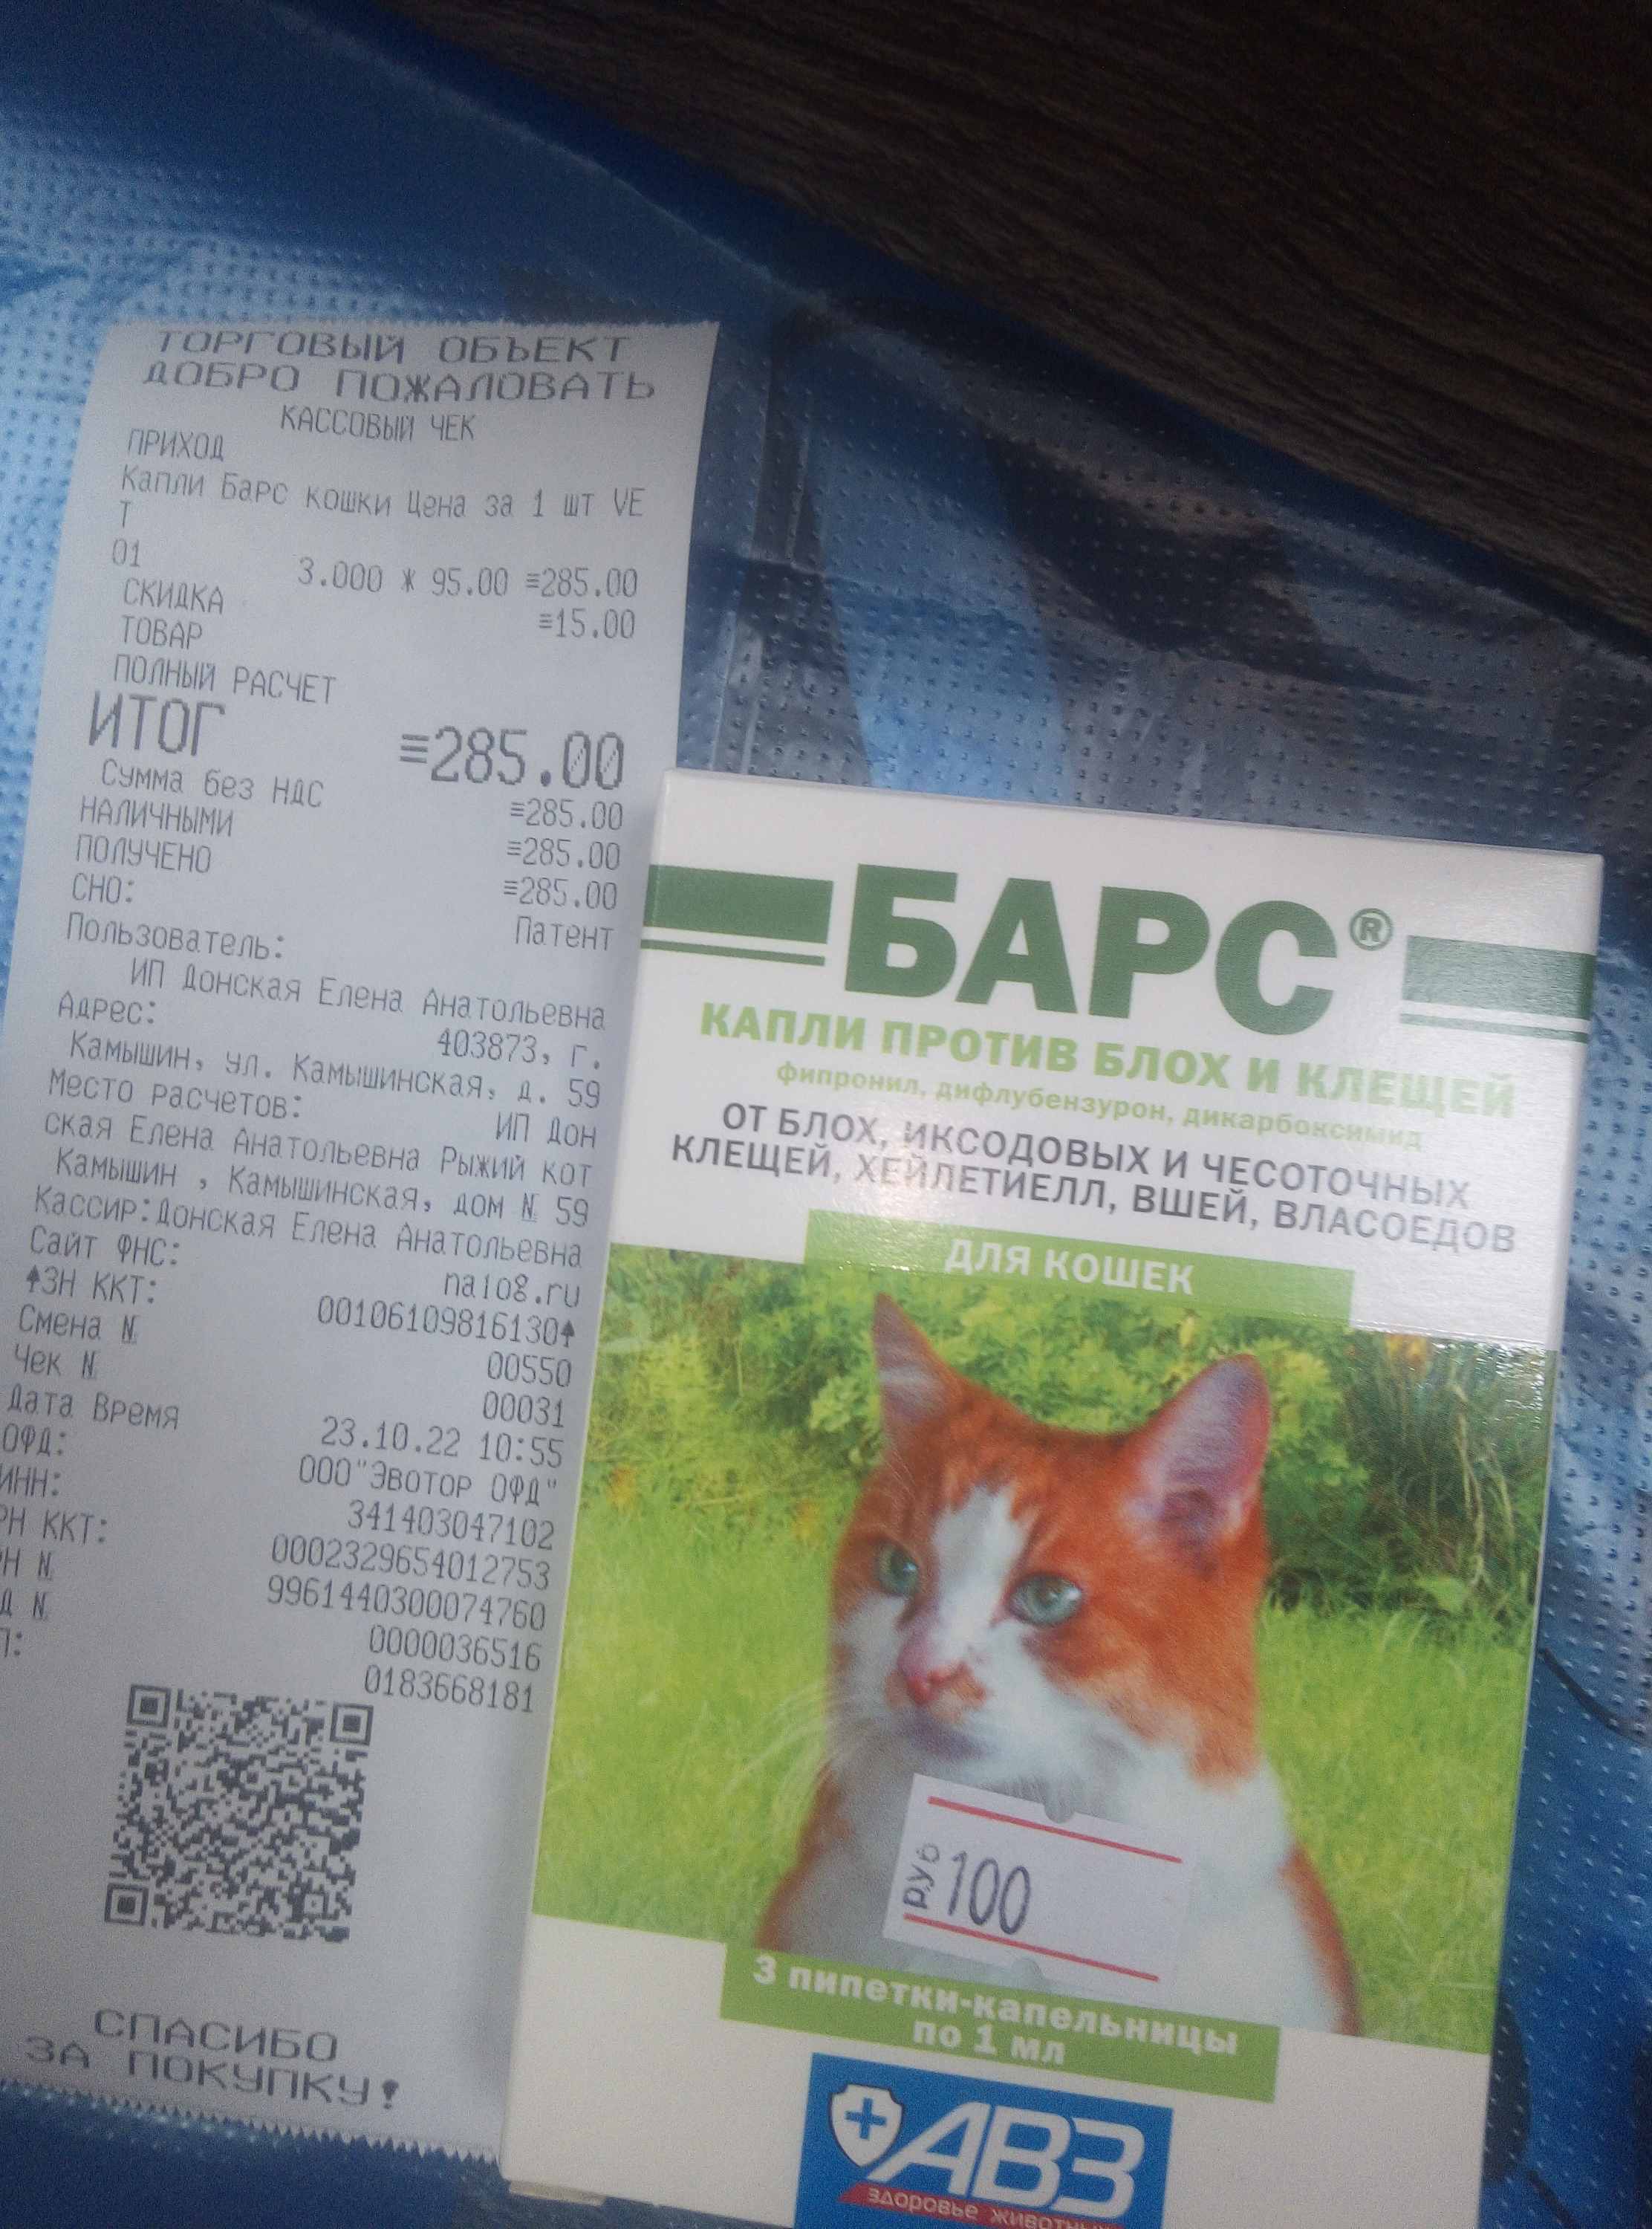 ТОРГОВЫЙ ОБЪЕКТ
ДОБРО ПОЖАЛОВАТЬ
КАССОВЫЙ ЧЕК
ПРИХОД
Капли Барс кошки Цена за 1 шт VE
Т
01
3.000 * 95.00 ≡285.00
СКИДКА ≡15.00
ТОВАР
ПОЛНЫЙ РАСЧЕТ
ИТОГ ≡285.00
Сумма без НДС ≡285.00
НАЛИЧНЫМИ ≡285.00
ПОЛУЧЕНО ≡285.00
СНО: Патент
Пользователь:
ИП Донская Елена Анатольевна
Адрес: 403873, г.
Камышин, ул. Камышинская, д. 59
Место расчетов: ИП Дон
ская Елена Анатольевна Рыжий кот
Камышин , Камышинская, дом № 59
Кассир:Донская Елена Анатольевна
Сайт ФНС: nalog.ru
↑ЗН ККТ: 00106109816130↑
Смена № 00550
Чек № 00031
Дата Время 23.10.22 10:55
ОФД: ООО"Эвотор ОФД"
ИНН: 341403047102
РН ККТ: 0002329654012753
Н № 9961440300074760
Д № 0000036516
П: 0183668181
СПАСИБО
ЗА ПОКУПКУ!
БАРС®
КАПЛИ ПРОТИВ БЛОХ И КЛЕЩЕЙ
фипронил, дифлубензурон, дикарбоксимид
ОТ БЛОХ, ИКСОДОВЫХ И ЧЕСОТОЧНЫХ
КЛЕЩЕЙ, ХЕЙЛЕТИЕЛЛ, ВШЕЙ, ВЛАСОЕДОВ
ДЛЯ КОШЕК
руб 100
3 пипетки-капельницы
по 1 мл
АВЗ
здоровье животных